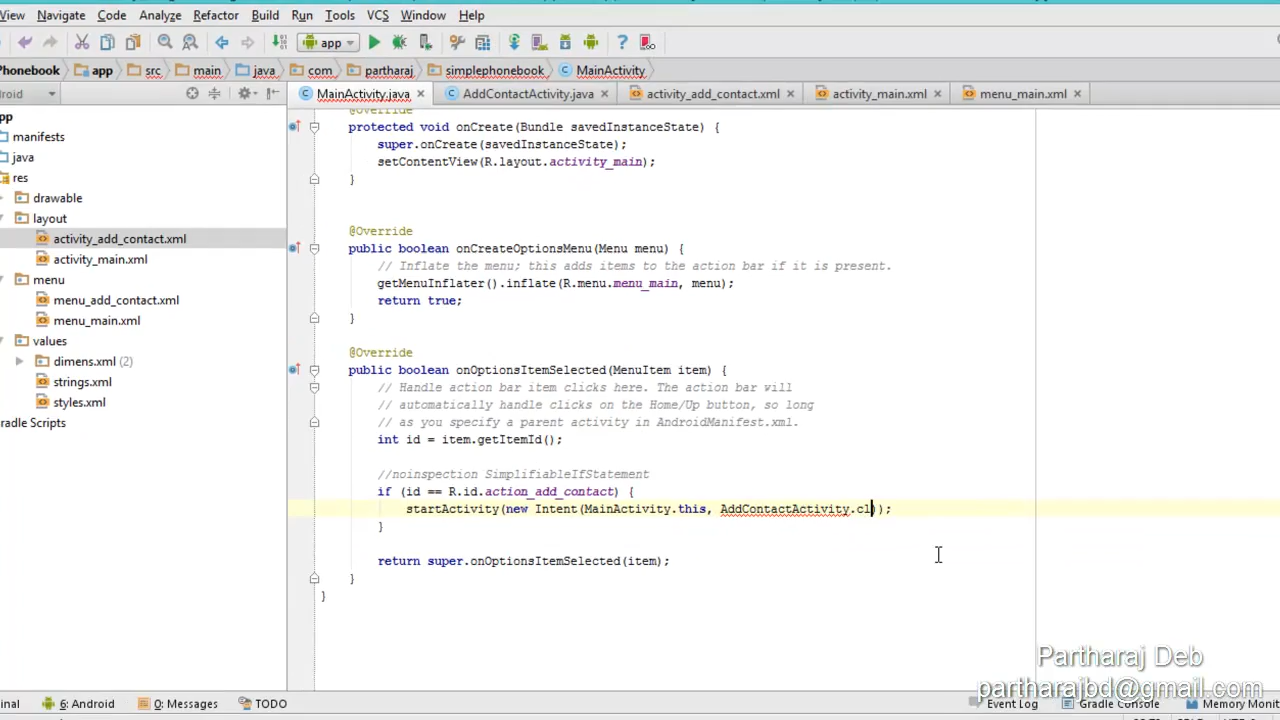 View Navigate Code Analyze Refactor Build Run Tools VCS Window Help
app
Phonebook app src main java com partharaj simplephonebook MainActivity
droid MainActivity.java AddContactActivity.java activity_add_contact.xml activity_main.xml menu_main.xml
pp
manifests
java
res
drawable
layout
activity_add_contact.xml
activity_main.xml
menu
menu_add_contact.xml
menu_main.xml
values
dimens.xml (2)
strings.xml
styles.xml
radle Scripts
@Override
protected void onCreate(Bundle savedInstanceState) {
super.onCreate(savedInstanceState);
setContentView(R.layout.activity_main);
}
@Override
public boolean onCreateOptionsMenu(Menu menu) {
// Inflate the menu; this adds items to the action bar if it is present.
getMenuInflater().inflate(R.menu.menu_main, menu);
return true;
}
@Override
public boolean onOptionsItemSelected(MenuItem item) {
// Handle action bar item clicks here. The action bar will
// automatically handle clicks on the Home/Up button, so long
// as you specify a parent activity in AndroidManifest.xml.
int id = item.getItemId();
//noinspection SimplifiableIfStatement
if (id == R.id.action_add_contact) {
startActivity(new Intent(MainActivity.this, AddContactActivity.cl));
}
return super.onOptionsItemSelected(item);
}
}
Partharaj Deb
partharajbd@gmail.com
inal 6: Android 0: Messages TODO Event Log Gradle Console Memory Monit